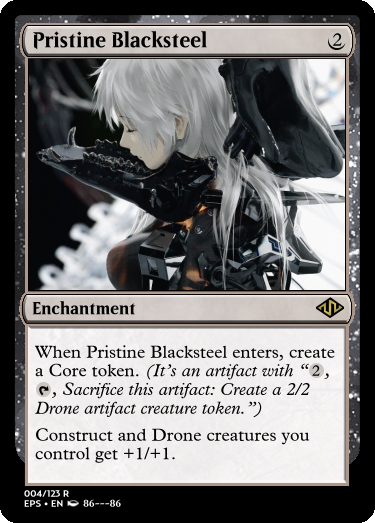 Pristine Blacksteel 2
Enchantment
When Pristine Blacksteel enters, create
a Core token. (It's an artifact with “2,
, Sacrifice this artifact: Create a 2/2
Drone artifact creature token.”)
Construct and Drone creatures you
control get +1/+1.
004/123 R
EPS • EN 86---86